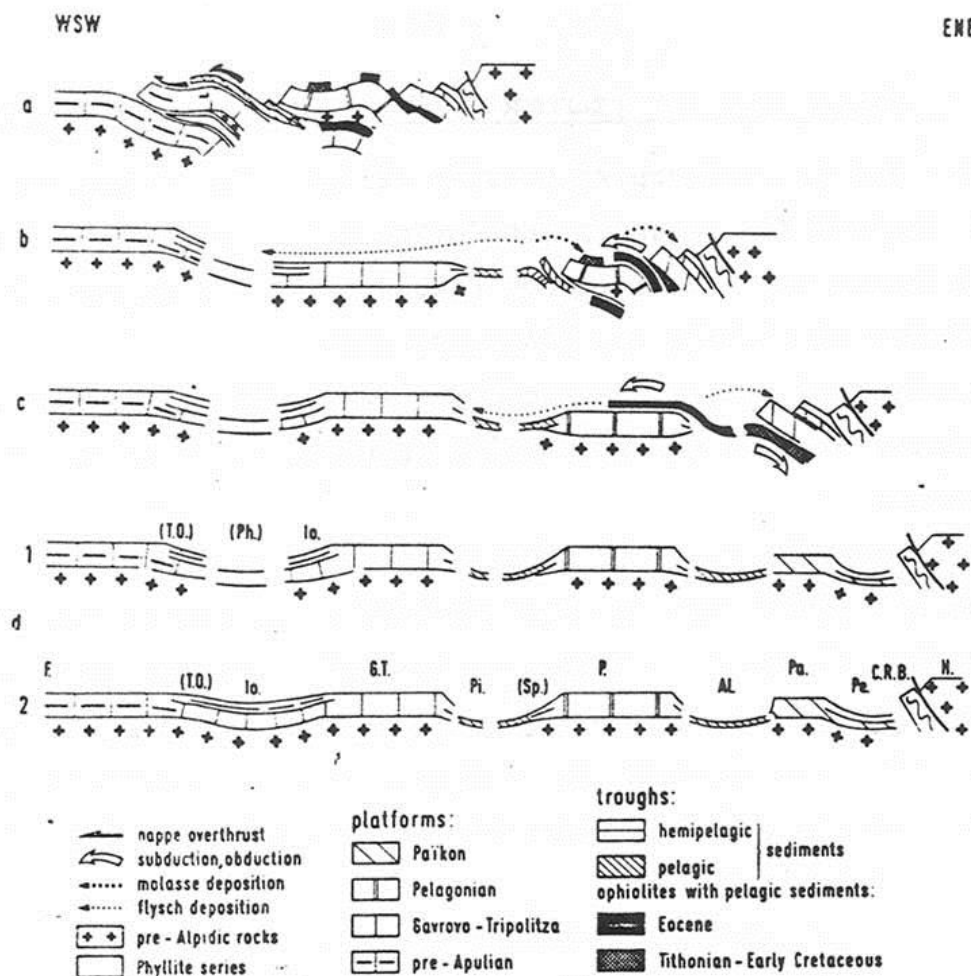 WSW ENE
a
b
c
(T.O.) (Ph.) Io.
1
d
F. (T.O.) Io. G.T. Pi. (Sp.) P. Al. Pa. Pe. C.R.B. N.
2
nappe overthrust
subduction, obduction
molasse deposition
flysch deposition
pre-Alpidic rocks
Phyllite series
platforms:
Païkon
Pelagonian
Gavrovo-Tripolitza
pre-Apulian
troughs:
hemipelagic
sediments
pelagic
ophiolites with pelagic sediments:
Eocene
Tithonian-Early Cretaceous